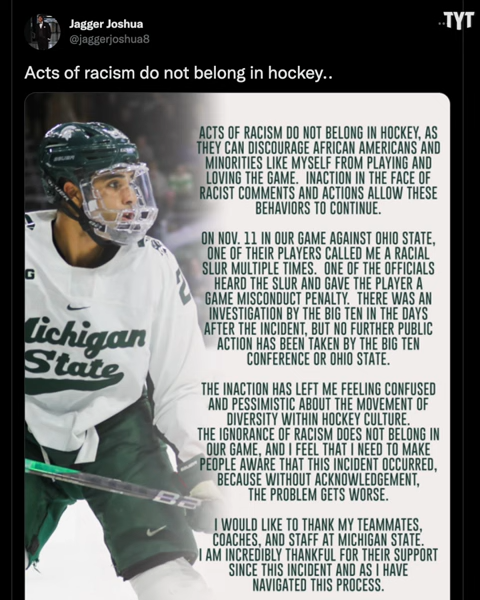 Jagger Joshua
@jaggerjoshua8
TYT
Acts of racism do not belong in hockey..
ACTS OF RACISM DO NOT BELONG IN HOCKEY, AS
THEY CAN DISCOURAGE AFRICAN AMERICANS AND
MINORITIES LIKE MYSELF FROM PLAYING AND
LOVING THE GAME. INACTION IN THE FACE OF
RACIST COMMENTS AND ACTIONS ALLOW THESE
BEHAVIORS TO CONTINUE.
ON NOV. 11 IN OUR GAME AGAINST OHIO STATE,
ONE OF THEIR PLAYERS CALLED ME A RACIAL
SLUR MULTIPLE TIMES. ONE OF THE OFFICIALS
HEARD THE SLUR AND GAVE THE PLAYER A
GAME MISCONDUCT PENALTY. THERE WAS AN
INVESTIGATION BY THE BIG TEN IN THE DAYS
AFTER THE INCIDENT, BUT NO FURTHER PUBLIC
ACTION HAS BEEN TAKEN BY THE BIG TEN
CONFERENCE OR OHIO STATE.
THE INACTION HAS LEFT ME FEELING CONFUSED
AND PESSIMISTIC ABOUT THE MOVEMENT OF
DIVERSITY WITHIN HOCKEY CULTURE.
THE IGNORANCE OF RACISM DOES NOT BELONG IN
OUR GAME, AND I FEEL THAT I NEED TO MAKE
PEOPLE AWARE THAT THIS INCIDENT OCCURRED,
BECAUSE WITHOUT ACKNOWLEDGEMENT,
THE PROBLEM GETS WORSE.
I WOULD LIKE TO THANK MY TEAMMATES,
COACHES, AND STAFF AT MICHIGAN STATE.
I AM INCREDIBLY THANKFUL FOR THEIR SUPPORT
SINCE THIS INCIDENT AND AS I HAVE
NAVIGATED THIS PROCESS.
G
2
Michigan
State